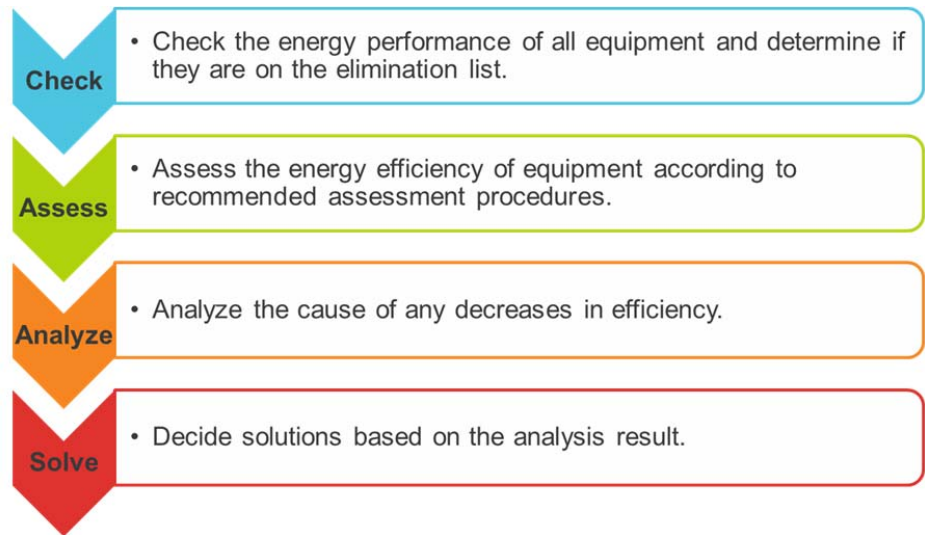 Check
• Check the energy performance of all equipment and determine if
they are on the elimination list.
Assess
• Assess the energy efficiency of equipment according to
recommended assessment procedures.
Analyze
• Analyze the cause of any decreases in efficiency.
Solve
• Decide solutions based on the analysis result.